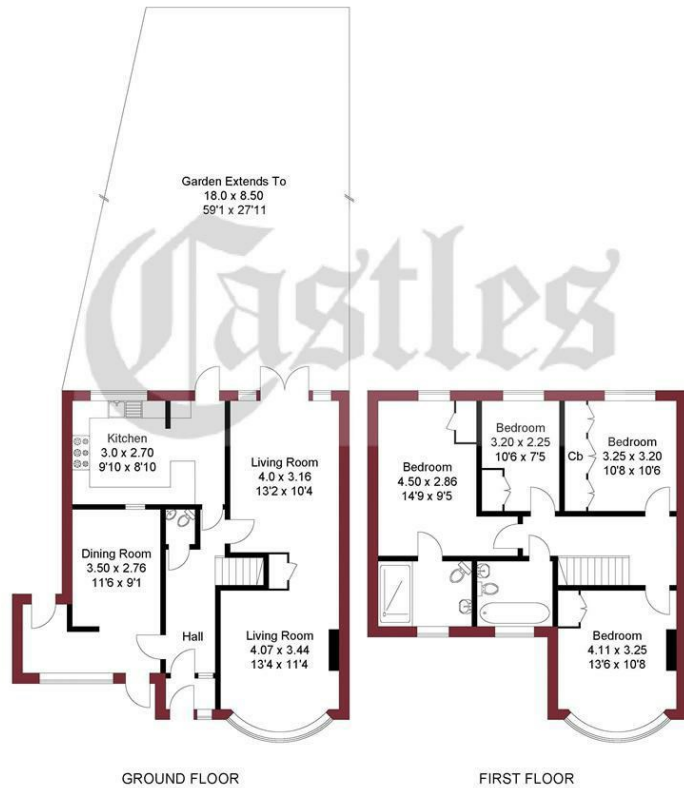 Garden Extends To
18.0 x 8.50
59'1 x 27'11
Castles
Kitchen
3.0 x 2.70
9'10 x 8'10
Living Room
4.0 x 3.16
13'2 x 10'4
Dining Room
3.50 x 2.76
11'6 x 9'1
Hall
Living Room
4.07 x 3.44
13'4 x 11'4
GROUND FLOOR
Bedroom
4.50 x 2.86
14'9 x 9'5
Bedroom
3.20 x 2.25
10'6 x 7'5
Cb
Bedroom
3.25 x 3.20
10'8 x 10'6
Bedroom
4.11 x 3.25
13'6 x 10'8
FIRST FLOOR